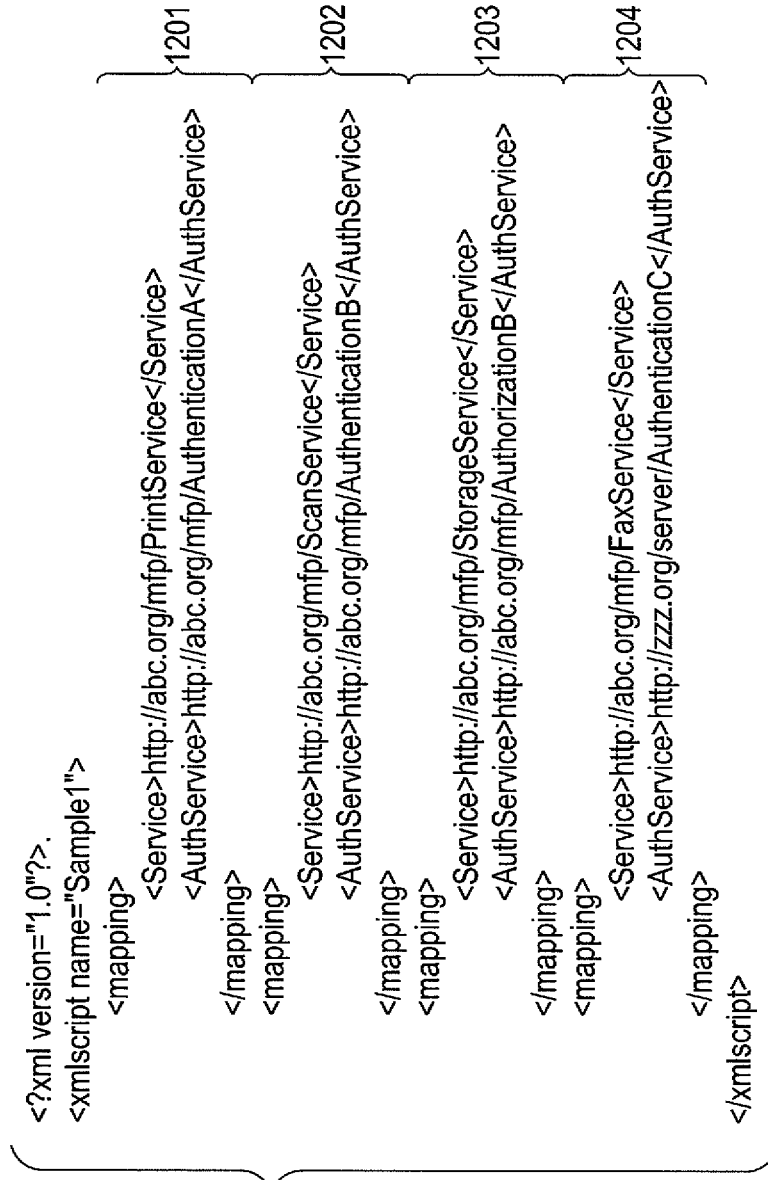 <?xml version="1.0"?>.
<xmlscript name="Sample1">
<mapping>
<Service>http://abc.org/mfp/PrintService</Service>
<AuthService>http://abc.org/mfp/AuthenticationA</AuthService>
</mapping>
1201
<mapping>
<Service>http://abc.org/mfp/ScanService</Service>
<AuthService>http://abc.org/mfp/AuthenticationB</AuthService>
</mapping>
1202
<mapping>
<Service>http://abc.org/mfp/StorageService</Service>
<AuthService>http://abc.org/mfp/AuthorizationB</AuthService>
</mapping>
1203
<mapping>
<Service>http://abc.org/mfp/FaxService</Service>
<AuthService>http://zzz.org/server/AuthenticationC</AuthService>
</mapping>
1204
</xmlscript>